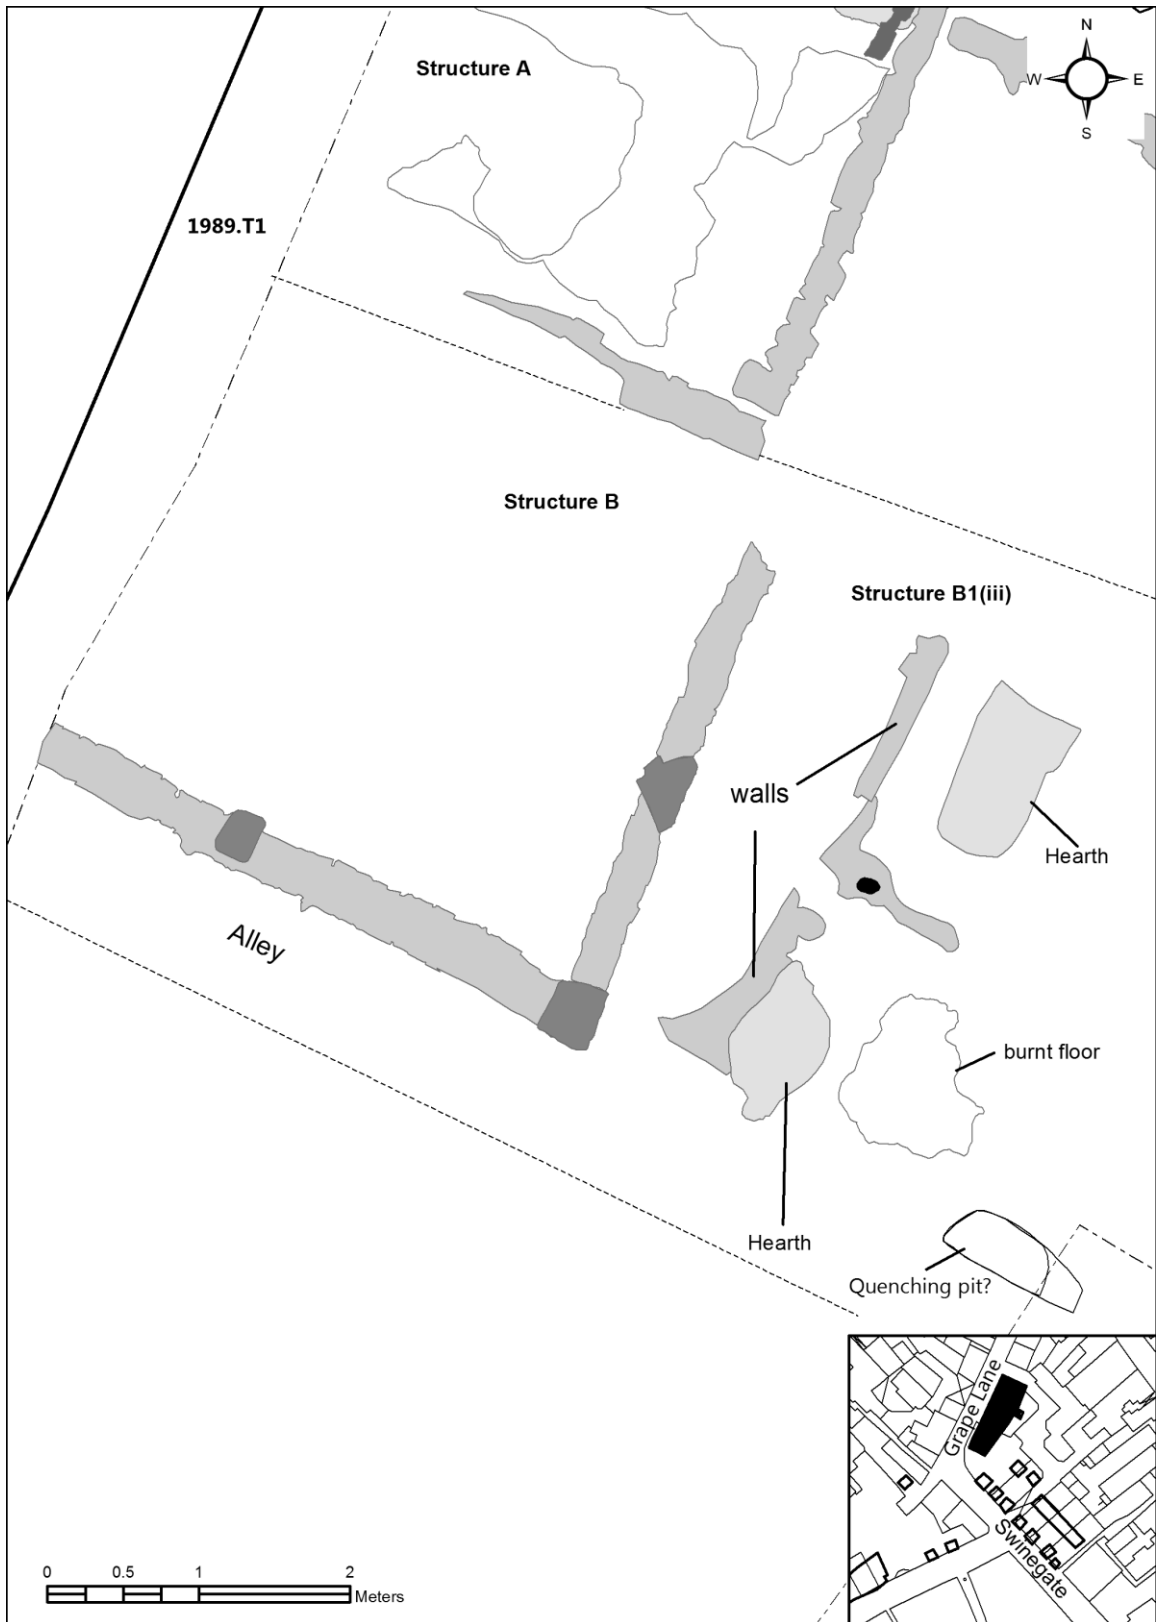 Structure A
N
W
E
S
1989.T1
Structure B
Structure B1(iii)
walls
Hearth
Alley
burnt floor
Hearth
Quenching pit?
Grape Lane
Swinegate
0 0.5 1 2
Meters